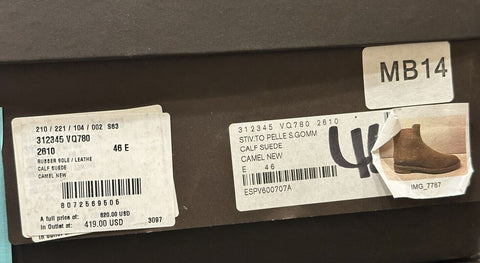 MB14
210 / 221 / 104 / 002 S63
312345 VQ780
2610 46 E
RUBBER SOLE / LEATHE
CALF SUEDE
CAMEL NEW
8072569506
A full price of: 820.00 USD
In Outlet at: 419.00 USD 3097
312345 VQ780 2610
STIV.TO PELLE S.GOMM
CALF SUEDE
CAMEL NEW
E 46
ESPV600707A
IMG_7787